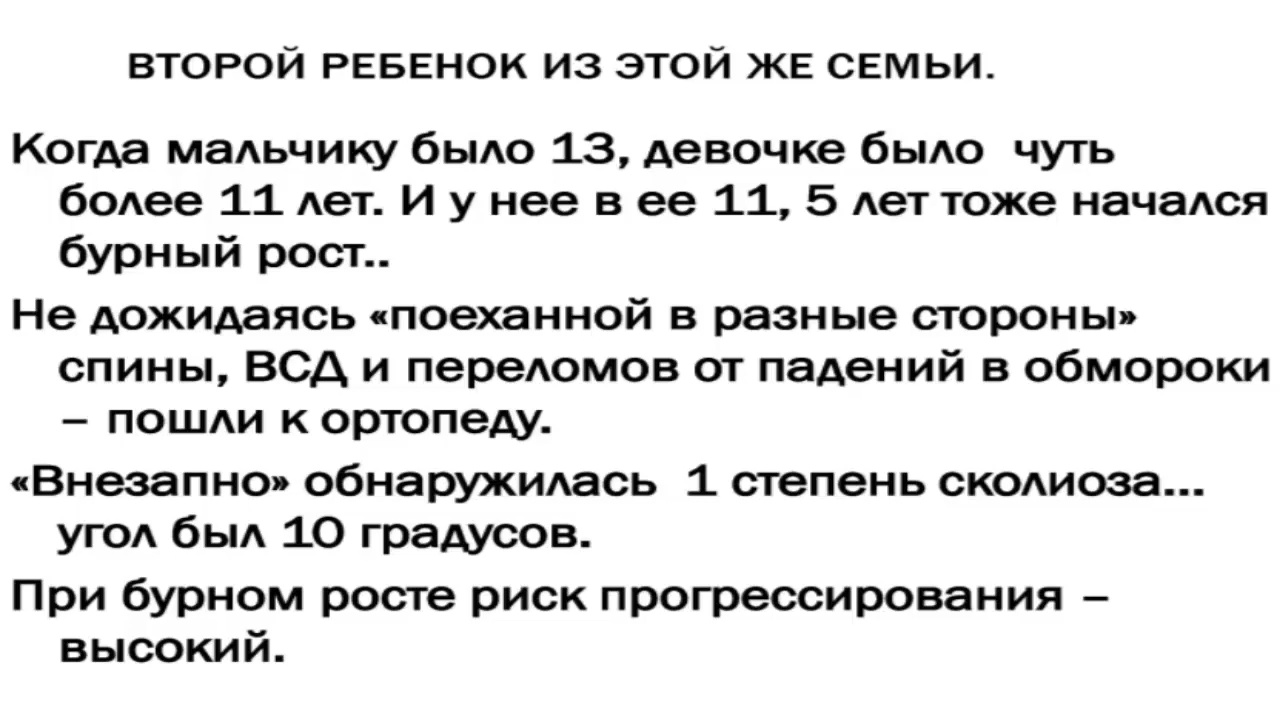 ВТОРОЙ РЕБЕНОК ИЗ ЭТОЙ ЖЕ СЕМЬИ.
Когда мальчику было 13, девочке было чуть
более 11 лет. И у нее в ее 11, 5 лет тоже начался
бурный рост..
Не дожидаясь «поеханной в разные стороны»
спины, ВСД и переломов от падений в обмороки
– пошли к ортопеду.
«Внезапно» обнаружилась 1 степень сколиоза...
угол был 10 градусов.
При бурном росте риск прогрессирования –
высокий.